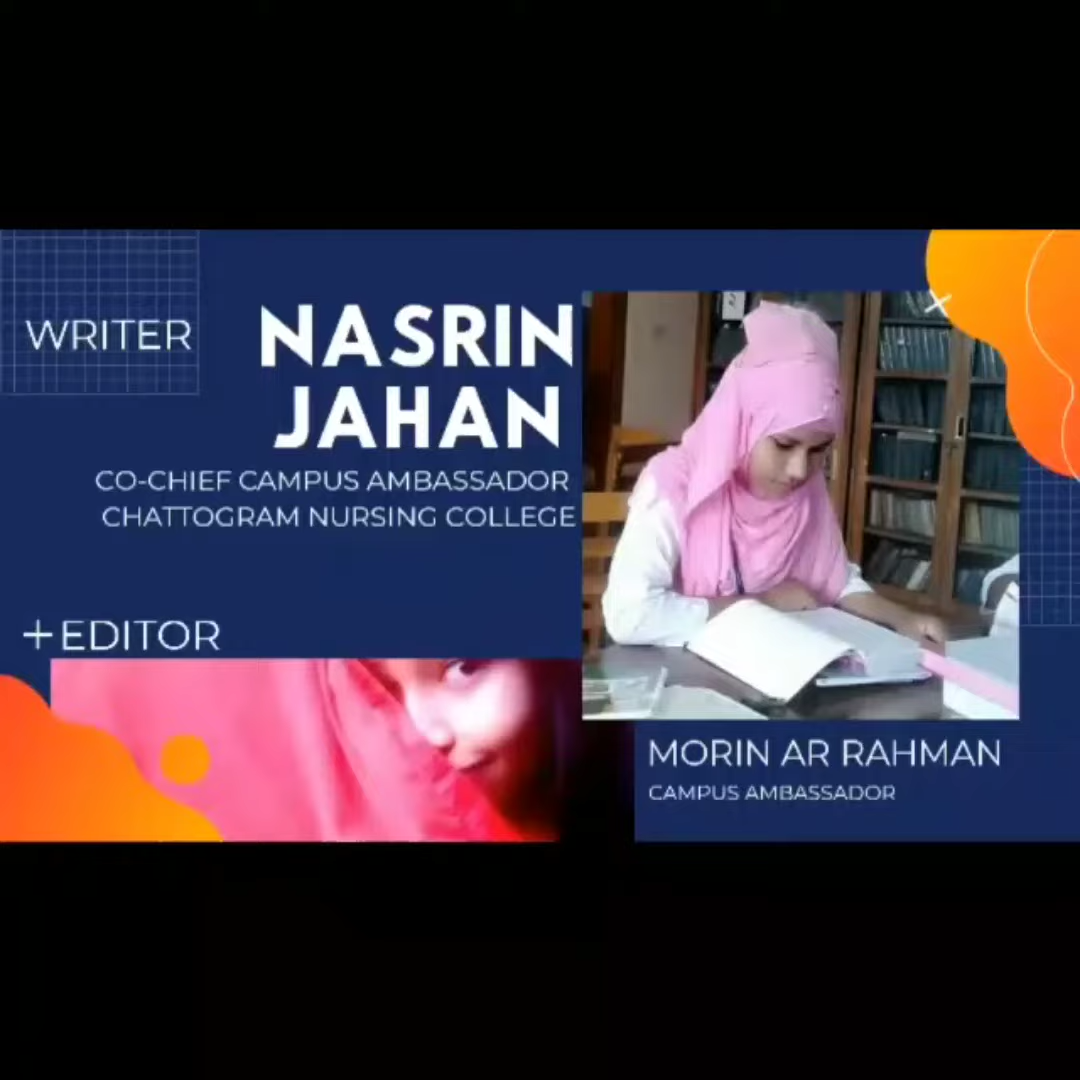 WRITER
NASRIN
JAHAN
CO-CHIEF CAMPUS AMBASSADOR
CHATTOGRAM NURSING COLLEGE
+EDITOR
MORIN AR RAHMAN
CAMPUS AMBASSADOR